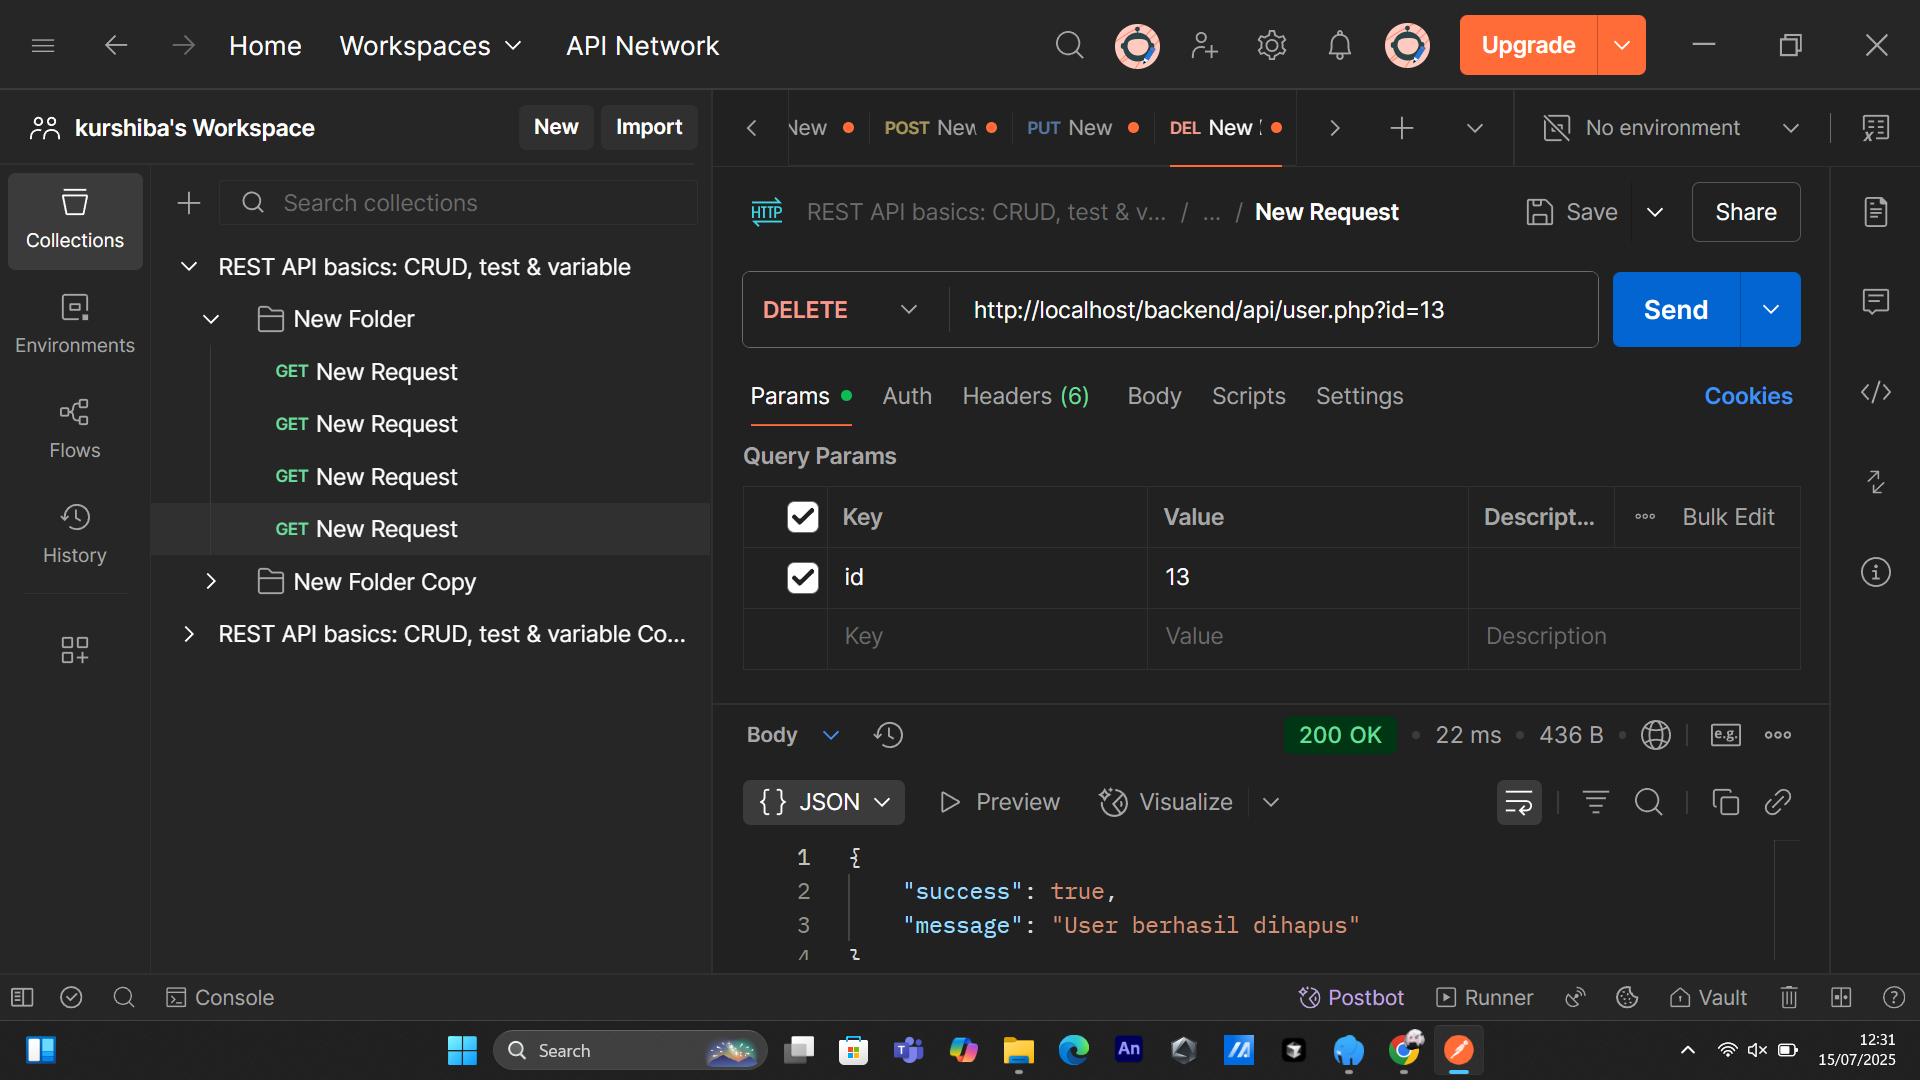 Home Workspaces API Network Upgrade
kurshiba's Workspace New Import
New POST New PUT New DEL New No environment
Collections
Environments
Flows
History
Search collections
REST API basics: CRUD, test & variable
New Folder
GET New Request
GET New Request
GET New Request
GET New Request
New Folder Copy
REST API basics: CRUD, test & variable Co...
HTTP REST API basics: CRUD, test & v... / ... / New Request Save Share
DELETE http://localhost/backend/api/user.php?id=13 Send
Params Auth Headers (6) Body Scripts Settings Cookies
Query Params
Key Value Descript... Bulk Edit
id 13
Key Value Description
Body 200 OK 22 ms 436 B e.g.
{} JSON Preview Visualize
1 {
2 "success": true,
3 "message": "User berhasil dihapus"
4 }
Console Postbot Runner Vault
Search An 12:31
15/07/2025